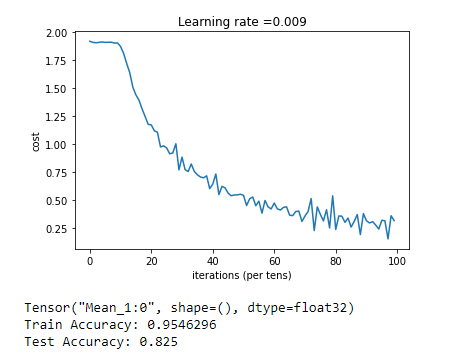 Learning rate =0.009
2.00
1.75
1.50
1.25
1.00
0.75
0.50
0.25
cost
0 20 40 60 80 100
iterations (per tens)
Tensor("Mean_1:0", shape=(), dtype=float32)
Train Accuracy: 0.9546296
Test Accuracy: 0.825